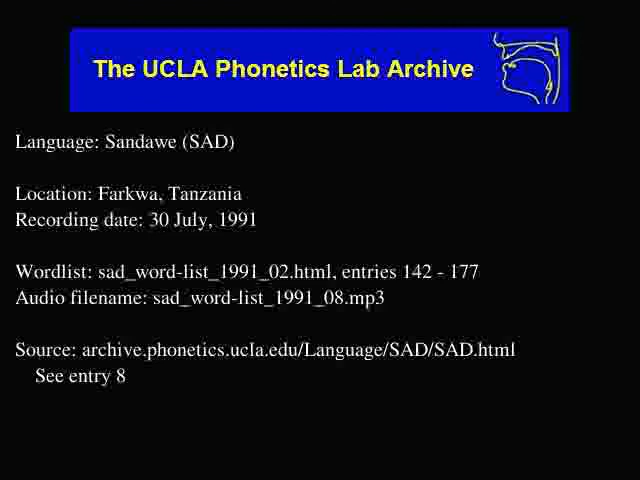 The UCLA Phonetics Lab Archive
Language: Sandawe (SAD)
Location: Farkwa, Tanzania
Recording date: 30 July, 1991
Wordlist: sad_word-list_1991_02.html, entries 142 - 177
Audio filename: sad_word-list_1991_08.mp3
Source: archive.phonetics.ucla.edu/Language/SAD/SAD.html
See entry 8